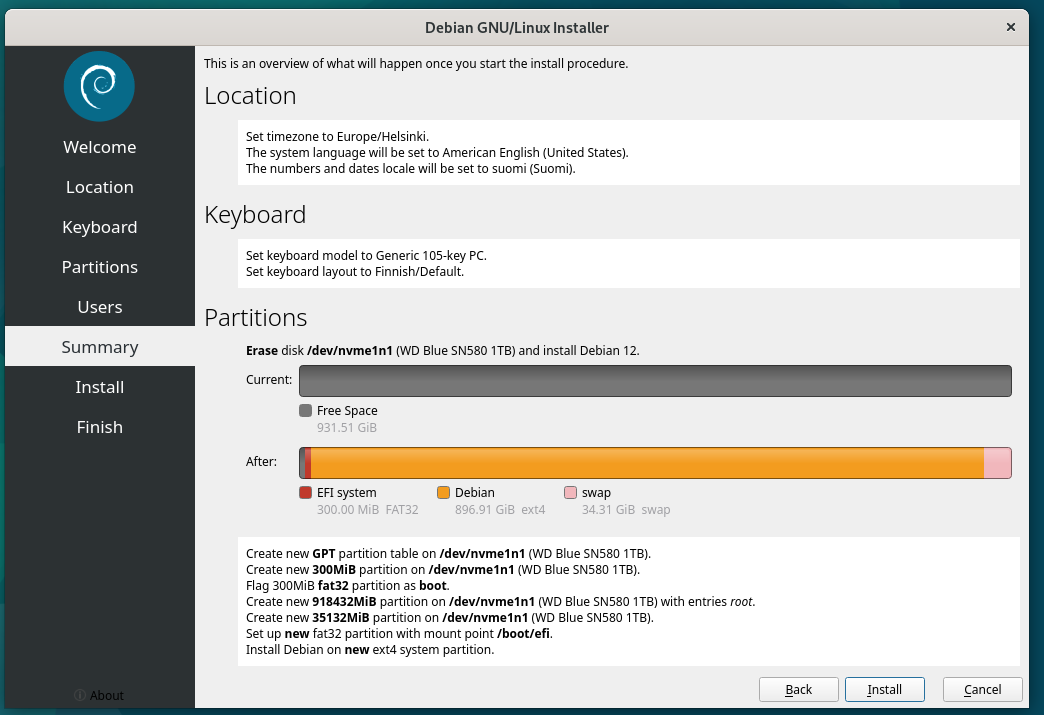 Debian GNU/Linux Installer
Welcome
Location
Keyboard
Partitions
Users
Summary
Install
Finish
About
This is an overview of what will happen once you start the install procedure.
Location
Set timezone to Europe/Helsinki.
The system language will be set to American English (United States).
The numbers and dates locale will be set to suomi (Suomi).
Keyboard
Set keyboard model to Generic 105-key PC.
Set keyboard layout to Finnish/Default.
Partitions
Erase disk /dev/nvme1n1 (WD Blue SN580 1TB) and install Debian 12.
Current:
Free Space
931.51 GiB
After:
EFI system Debian swap
300.00 MiB FAT32 896.91 GiB ext4 34.31 GiB swap
Create new GPT partition table on /dev/nvme1n1 (WD Blue SN580 1TB).
Create new 300MiB partition on /dev/nvme1n1 (WD Blue SN580 1TB).
Flag 300MiB fat32 partition as boot.
Create new 918432MiB partition on /dev/nvme1n1 (WD Blue SN580 1TB) with entries root.
Create new 35132MiB partition on /dev/nvme1n1 (WD Blue SN580 1TB).
Set up new fat32 partition with mount point /boot/efi.
Install Debian on new ext4 system partition.
Back Install Cancel